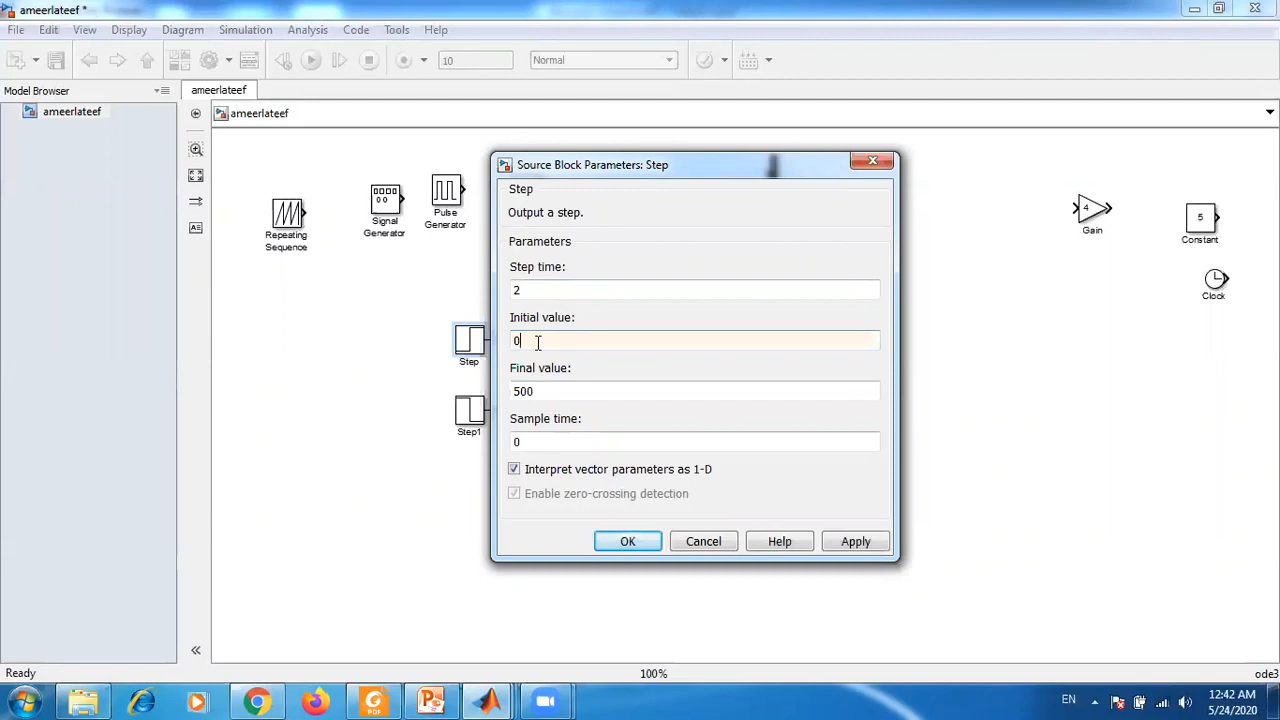 ameerlateef *
File Edit View Display Diagram Simulation Analysis Code Tools Help
10
Normal
Model Browser
ameerlateef
ameerlateef
ameerlateef
Repeating
Sequence
Signal
Generator
Pulse
Generator
Step
Step1
4
Gain
5
Constant
Clock
Source Block Parameters: Step
Step
Output a step.
Parameters
Step time:
2
Initial value:
0
Final value:
500
Sample time:
0
Interpret vector parameters as 1-D
Enable zero-crossing detection
OK Cancel Help Apply
Ready
100%
ode3
PDF
EN
12:42 AM
5/24/2020